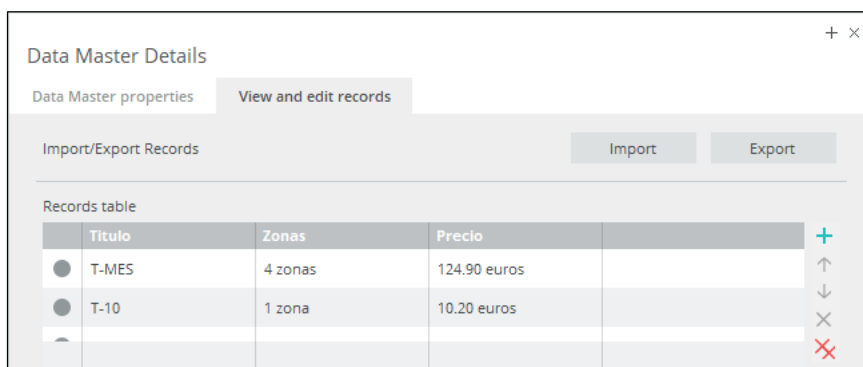 Data Master Details
Data Master properties View and edit records
Import/Export Records Import Export
Records table
Titulo Zonas Precio
T-MES 4 zonas 124.90 euros
T-10 1 zona 10.20 euros